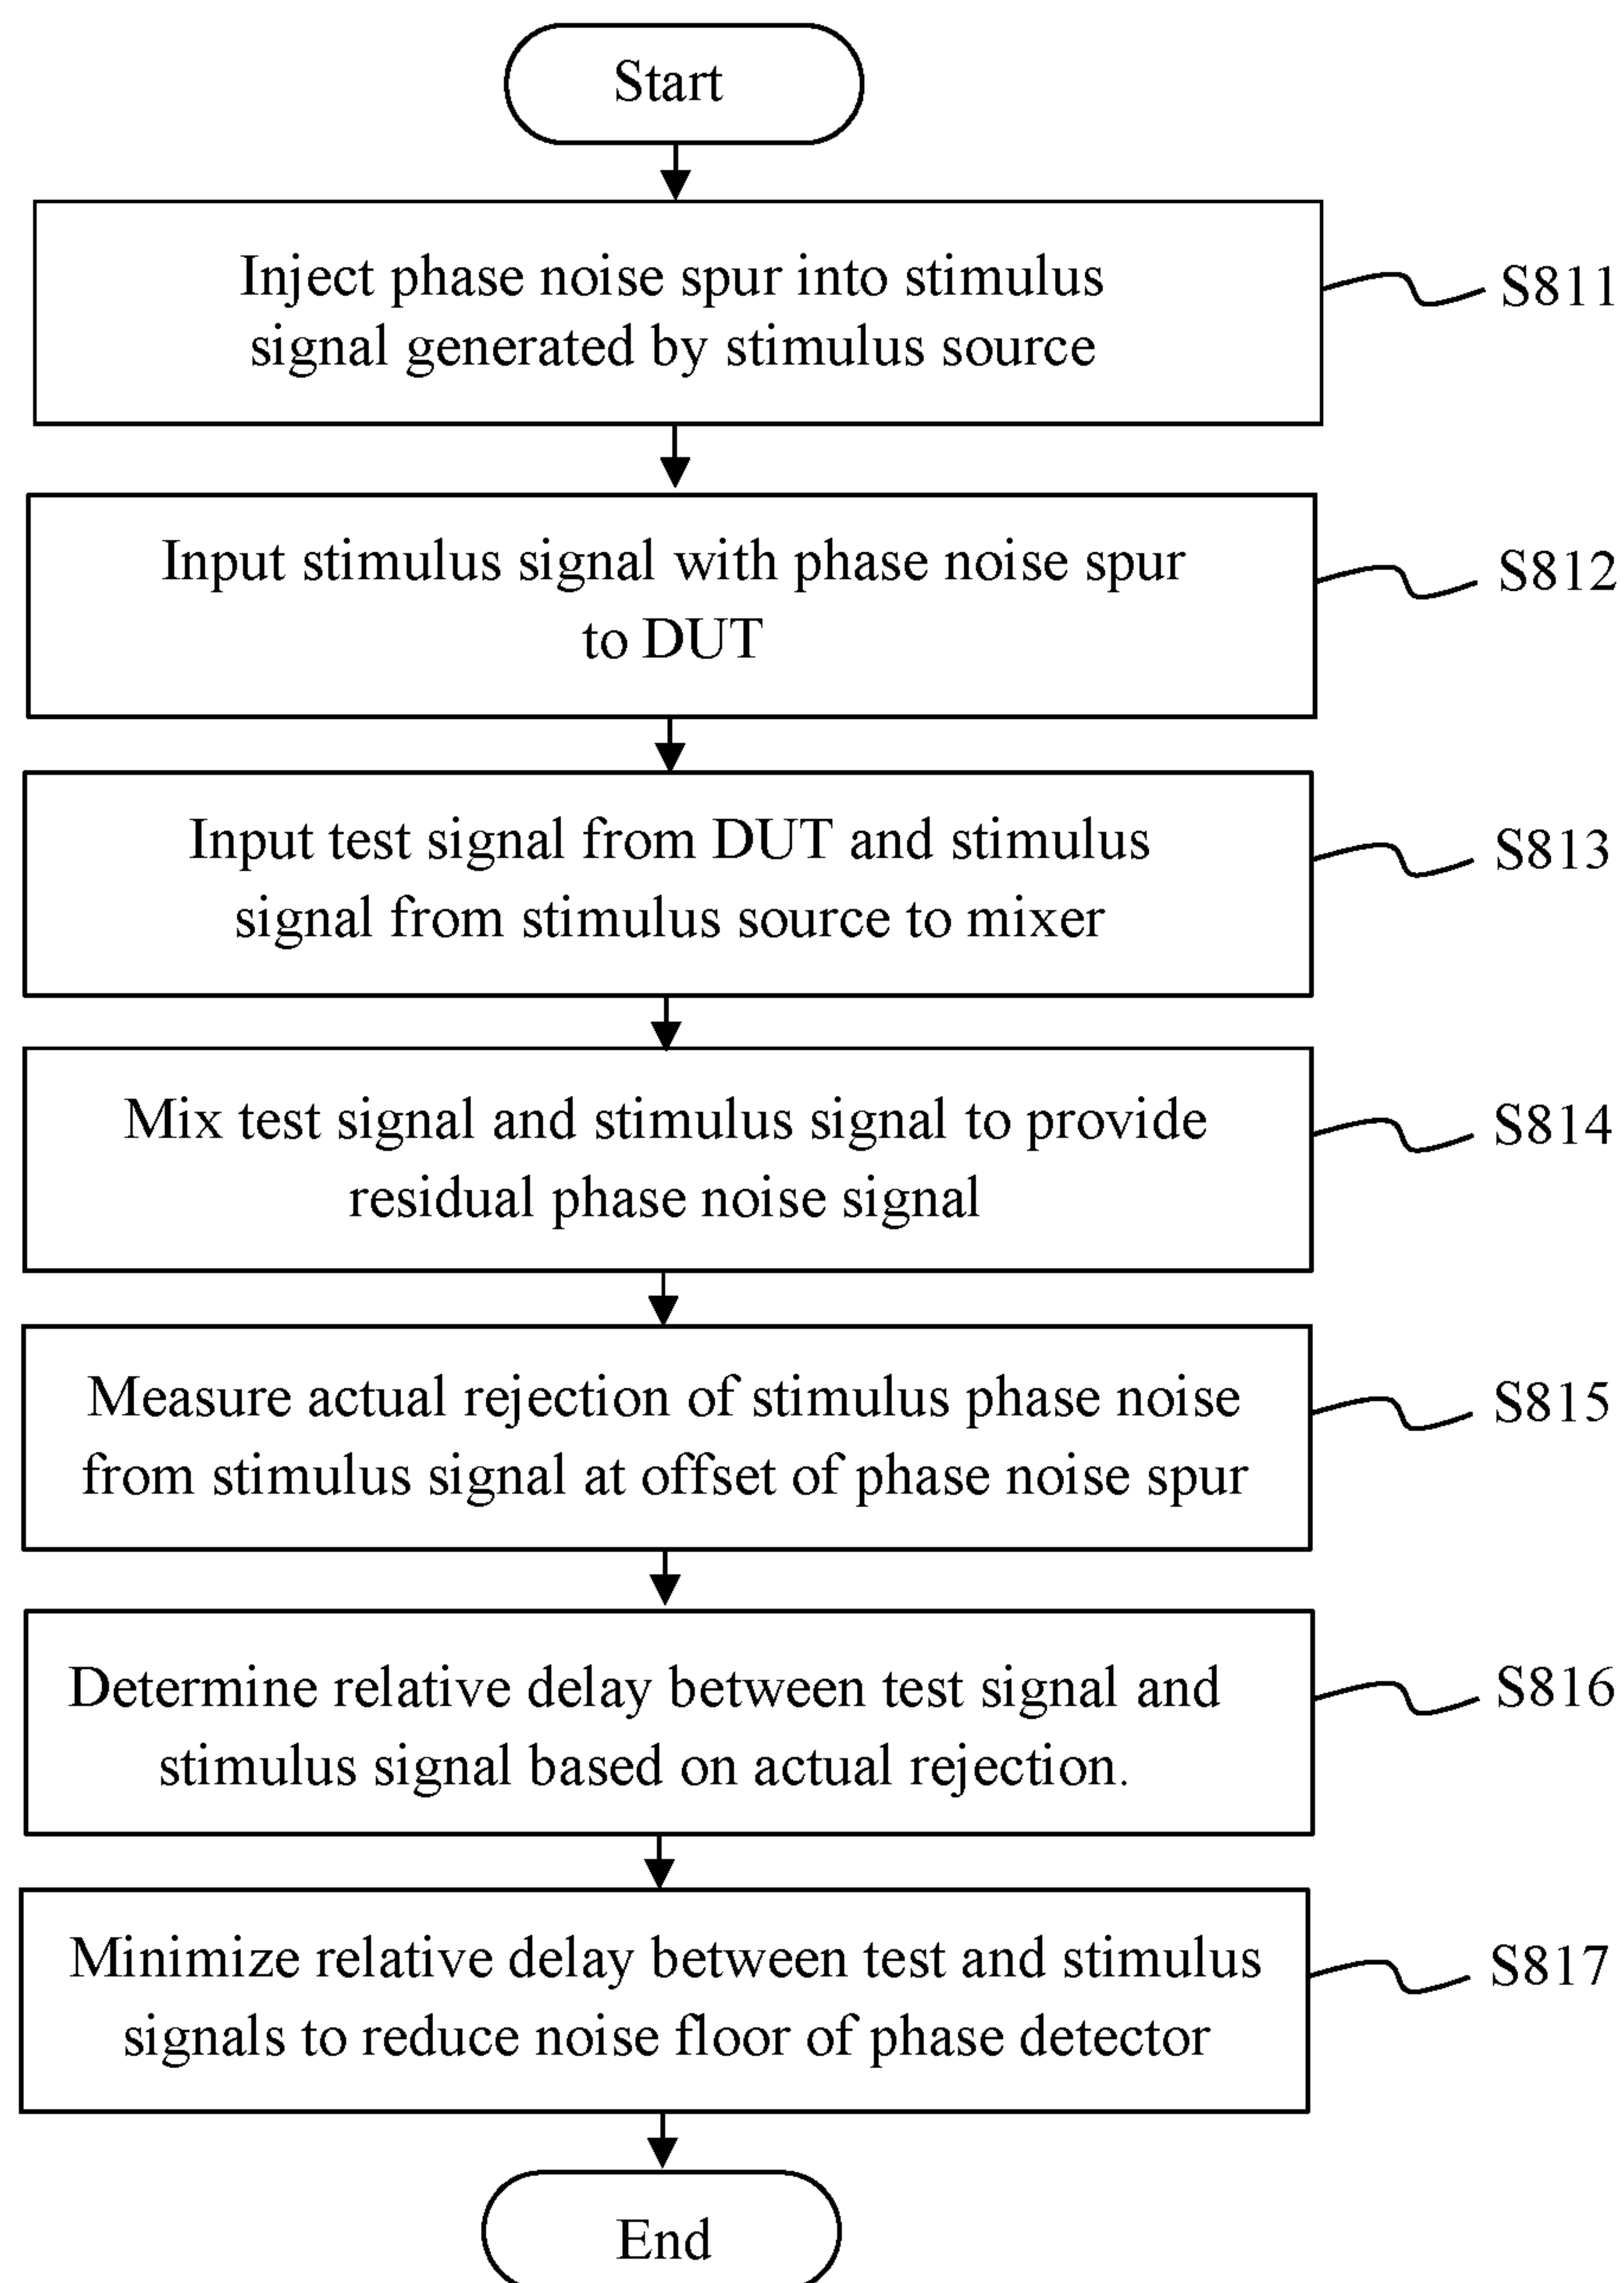 Start
Inject phase noise spur into stimulus
signal generated by stimulus source
S811
Input stimulus signal with phase noise spur
to DUT
S812
Input test signal from DUT and stimulus
signal from stimulus source to mixer
S813
Mix test signal and stimulus signal to provide
residual phase noise signal
S814
Measure actual rejection of stimulus phase noise
from stimulus signal at offset of phase noise spur
S815
Determine relative delay between test signal and
stimulus signal based on actual rejection.
S816
Minimize relative delay between test and stimulus
signals to reduce noise floor of phase detector
S817
End